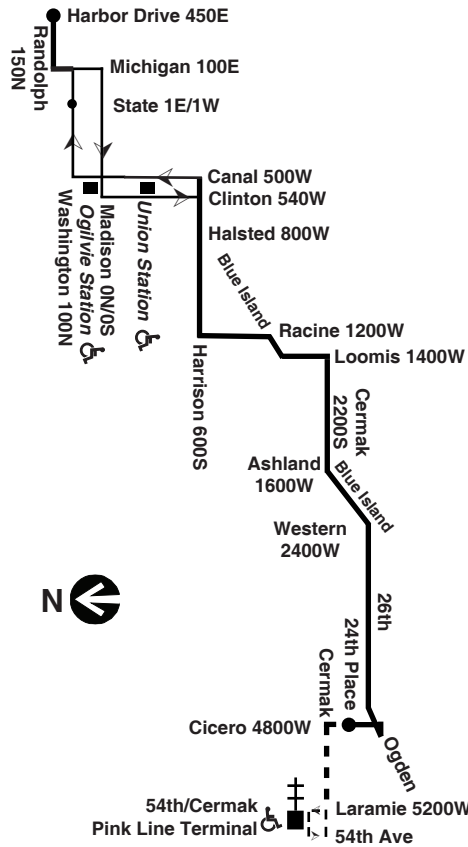 Harbor Drive 450E
Randolph
150N
Michigan 100E
State 1E/1W
Canal 500W
Clinton 540W
Halsted 800W
Washington 100N
Ogilvie Station
Madison 0N/0S
Union Station
Blue Island
Racine 1200W
Loomis 1400W
Harrison 600S
Cermak
2200S
Ashland
1600W
Blue Island
Western
2400W
N
26th
24th Place
Cermak
Cicero 4800W
Ogden
54th/Cermak
Pink Line Terminal
Laramie 5200W
54th Ave